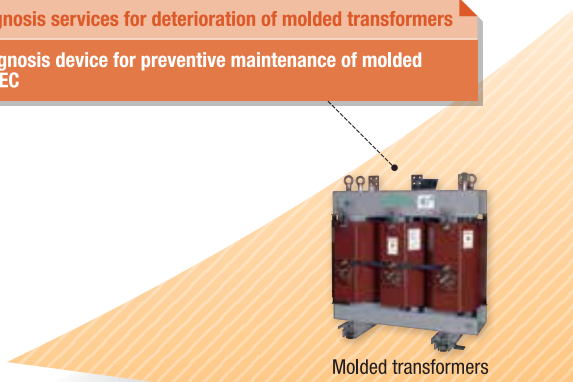 gnosis services for deterioration of molded transformers
gnosis device for preventive maintenance of molded
EC
Molded transformers